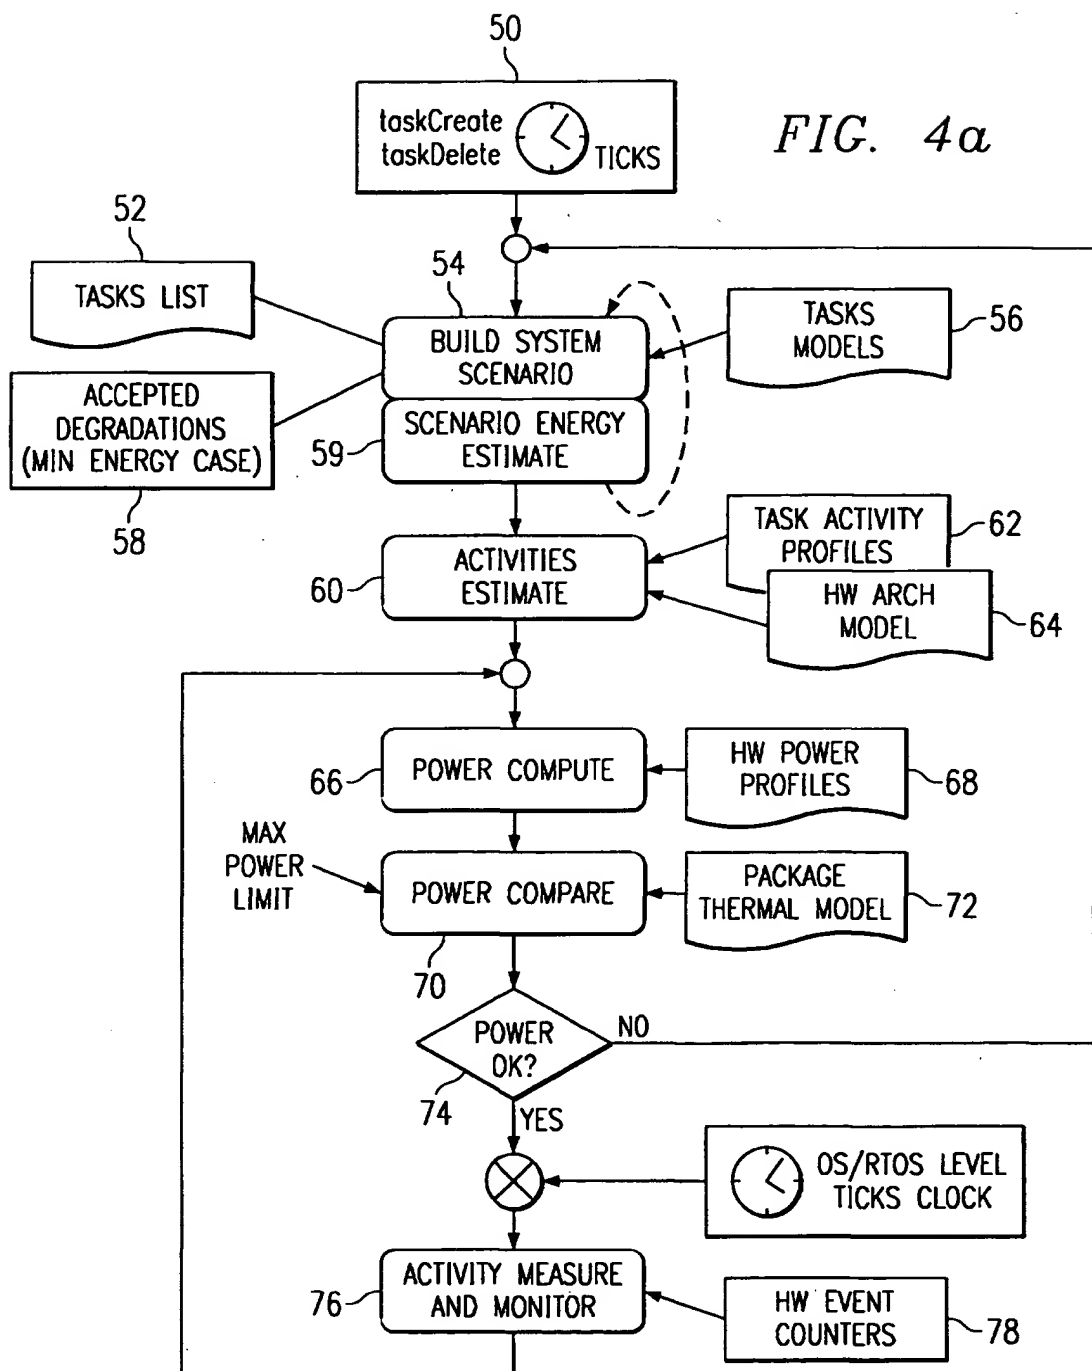 50
taskCreate
taskDelete
TICKS
FIG. 4a
52
TASKS LIST
54
BUILD SYSTEM
SCENARIO
TASKS
MODELS
56
ACCEPTED
DEGRADATIONS
(MIN ENERGY CASE)
58
59
SCENARIO ENERGY
ESTIMATE
60
ACTIVITIES
ESTIMATE
TASK ACTIVITY
PROFILES
62
HW ARCH
MODEL
64
66
POWER COMPUTE
HW POWER
PROFILES
68
MAX
POWER
LIMIT
POWER COMPARE
70
PACKAGE
THERMAL MODEL
72
POWER
OK?
74
NO
YES
OS/RTOS LEVEL
TICKS CLOCK
76
ACTIVITY MEASURE
AND MONITOR
HW EVENT
COUNTERS
78